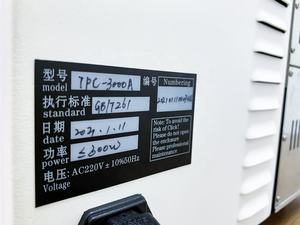 型号 TPC-3000A 编号 Numbering
model
执行标准 GB/7261
standard
日期 2021.1.11
date
功率 ≤300W
power
电压: AC220V±10%50Hz
Voltage
Note: To avoid the
risk of Click!
Please do not open
the enclosure
Professional
maintenance